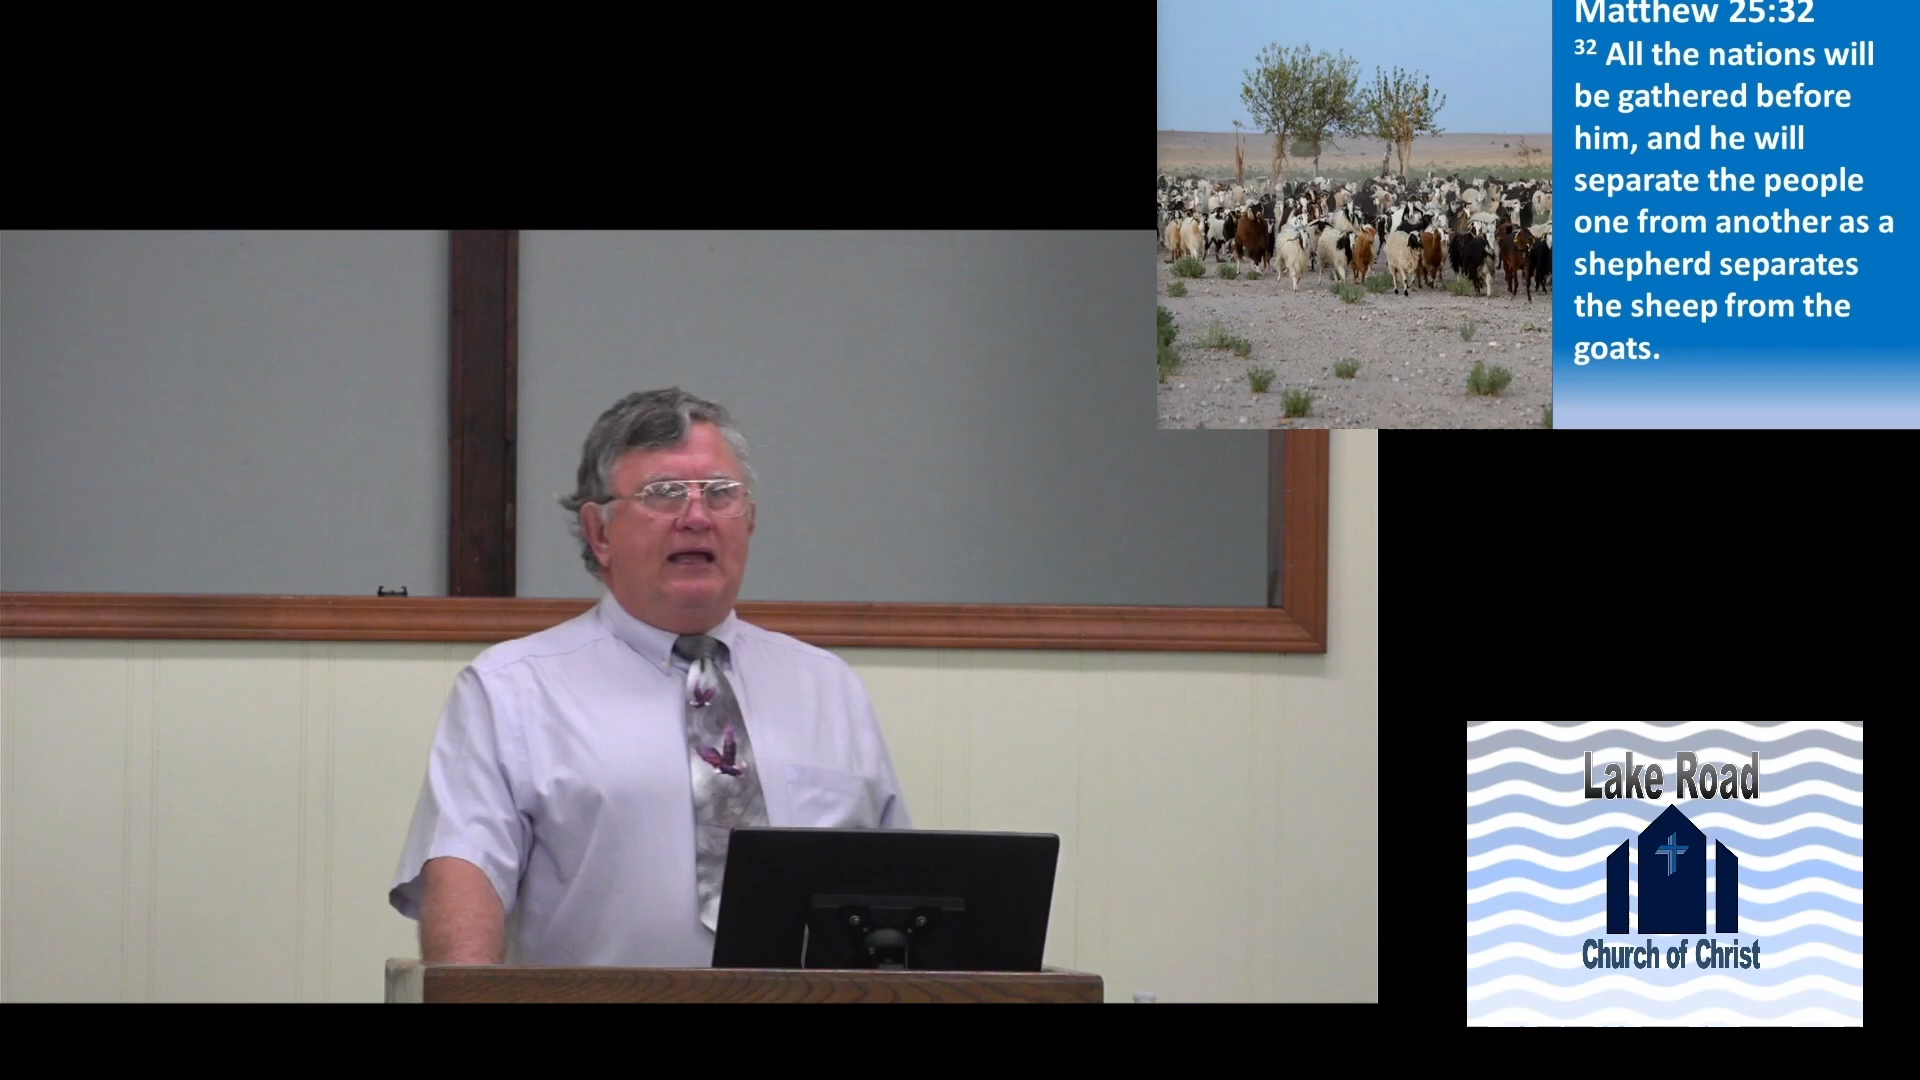 Matthew 25:32
32 All the nations will
be gathered before
him, and he will
separate the people
one from another as a
shepherd separates
the sheep from the
goats.
Lake Road
Church of Christ